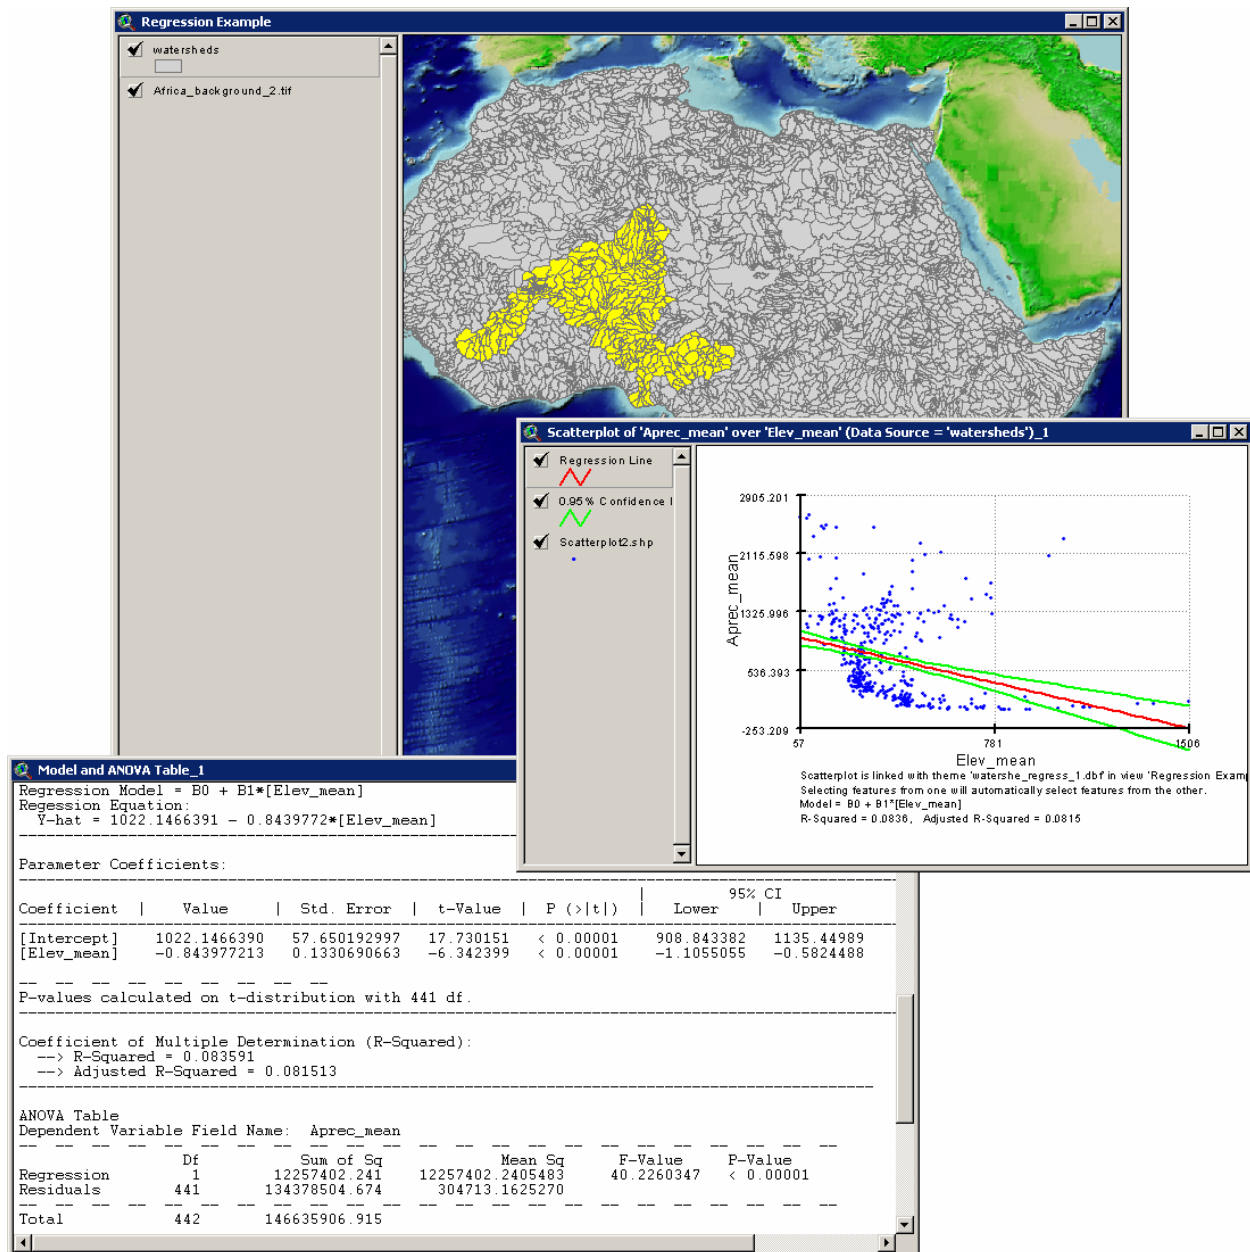 Regression Example
watersheds
Africa_background_2.tif
Scatterplot of 'Aprec_mean' over 'Elev_mean' (Data Source = 'watersheds')_1
Regression Line
0.95% Confidence I
Scatterplot2.shp
2905.201
2115.598
1325.996
536.393
-253.209
Aprec_mean
57 781 1506
Elev_mean
Scatterplot is linked with theme 'watershe_regress_1.dbf' in view 'Regression Examp
Selecting features from one will automatically select features from the other.
Model = B0 + B1*[Elev_mean]
R-Squared = 0.0836, Adjusted R-Squared = 0.0815
Model and ANOVA Table_1
Regression Model = B0 + B1*[Elev_mean]
Regession Equation:
Y-hat = 1022.1466391 - 0.8439772*[Elev_mean]
Parameter Coefficients:
| 95% CI
Coefficient | Value | Std. Error | t-Value | P (>|t|) | Lower | Upper
[Intercept] 1022.1466390 57.650192997 17.730151 < 0.00001 908.843382 1135.44989
[Elev_mean] -0.843977213 0.1330690663 -6.342399 < 0.00001 -1.1055055 -0.5824488
P-values calculated on t-distribution with 441 df.
Coefficient of Multiple Determination (R-Squared):
--> R-Squared = 0.083591
--> Adjusted R-Squared = 0.081513
ANOVA Table
Dependent Variable Field Name: Aprec_mean
Df Sum of Sq Mean Sq F-Value P-Value
Regression 1 12257402.241 12257402.2405483 40.2260347 < 0.00001
Residuals 441 134378504.674 304713.1625270
Total 442 146635906.915